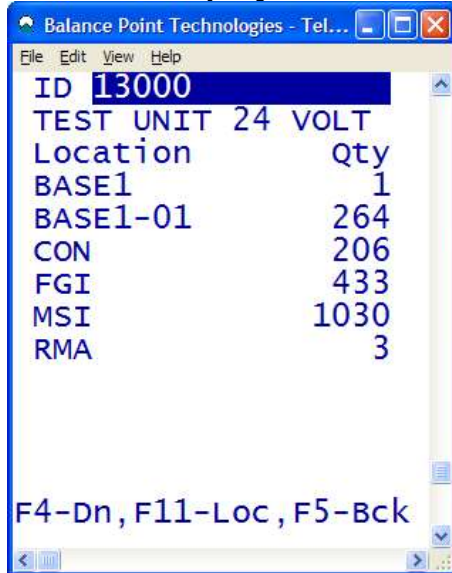 Balance Point Technologies - Tel...
File Edit View Help
ID 13000
TEST UNIT 24 VOLT
Location Qty
BASE1 1
BASE1-01 264
CON 206
FGI 433
MSI 1030
RMA 3
F4-Dn,F11-Loc,F5-Bck